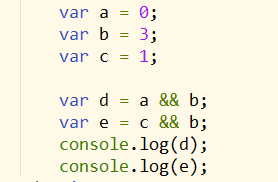 var a = 0;
var b = 3;
var c = 1;
var d = a && b;
var e = c && b;
console.log(d);
console.log(e);